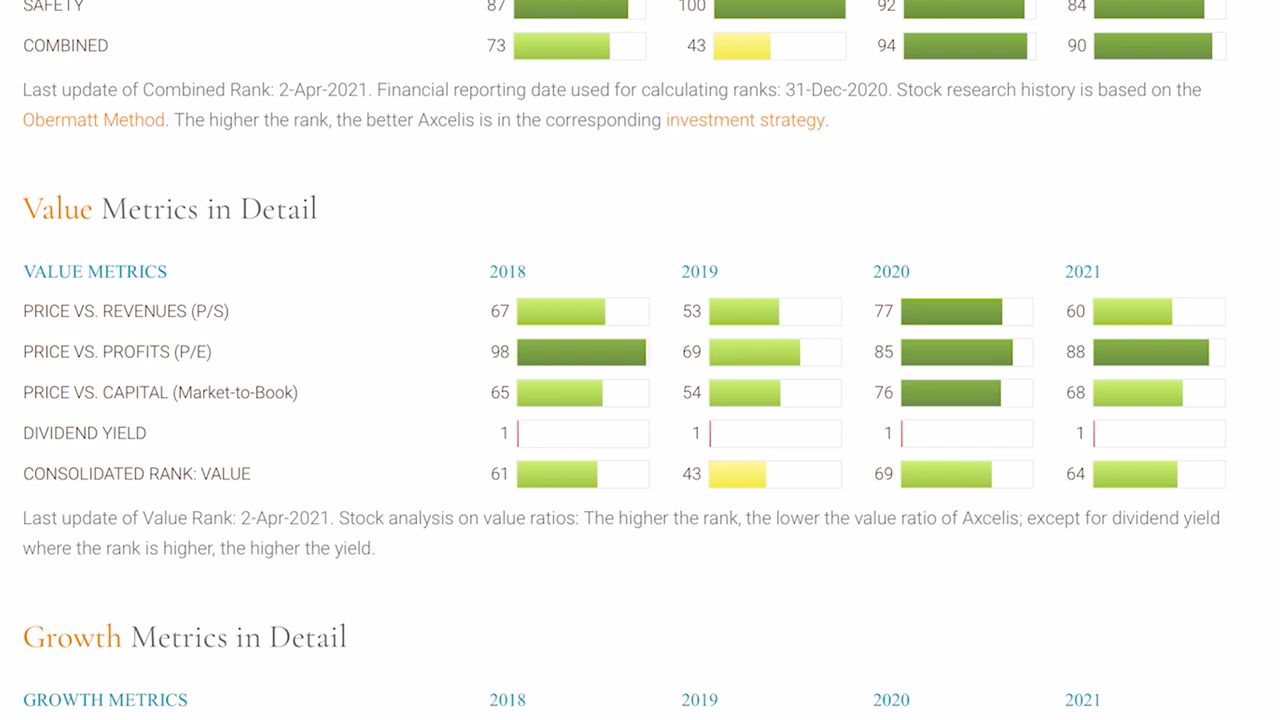 SAFETY 87 100 92 84
COMBINED 73 43 94 90
Last update of Combined Rank: 2-Apr-2021. Financial reporting date used for calculating ranks: 31-Dec-2020. Stock research history is based on the
Obermatt Method. The higher the rank, the better Axcelis is in the corresponding investment strategy.
Value Metrics in Detail
VALUE METRICS 2018 2019 2020 2021
PRICE VS. REVENUES (P/S) 67 53 77 60
PRICE VS. PROFITS (P/E) 98 69 85 88
PRICE VS. CAPITAL (Market-to-Book) 65 54 76 68
DIVIDEND YIELD 1 1 1 1
CONSOLIDATED RANK: VALUE 61 43 69 64
Last update of Value Rank: 2-Apr-2021. Stock analysis on value ratios: The higher the rank, the lower the value ratio of Axcelis; except for dividend yield
where the rank is higher, the higher the yield.
Growth Metrics in Detail
GROWTH METRICS 2018 2019 2020 2021